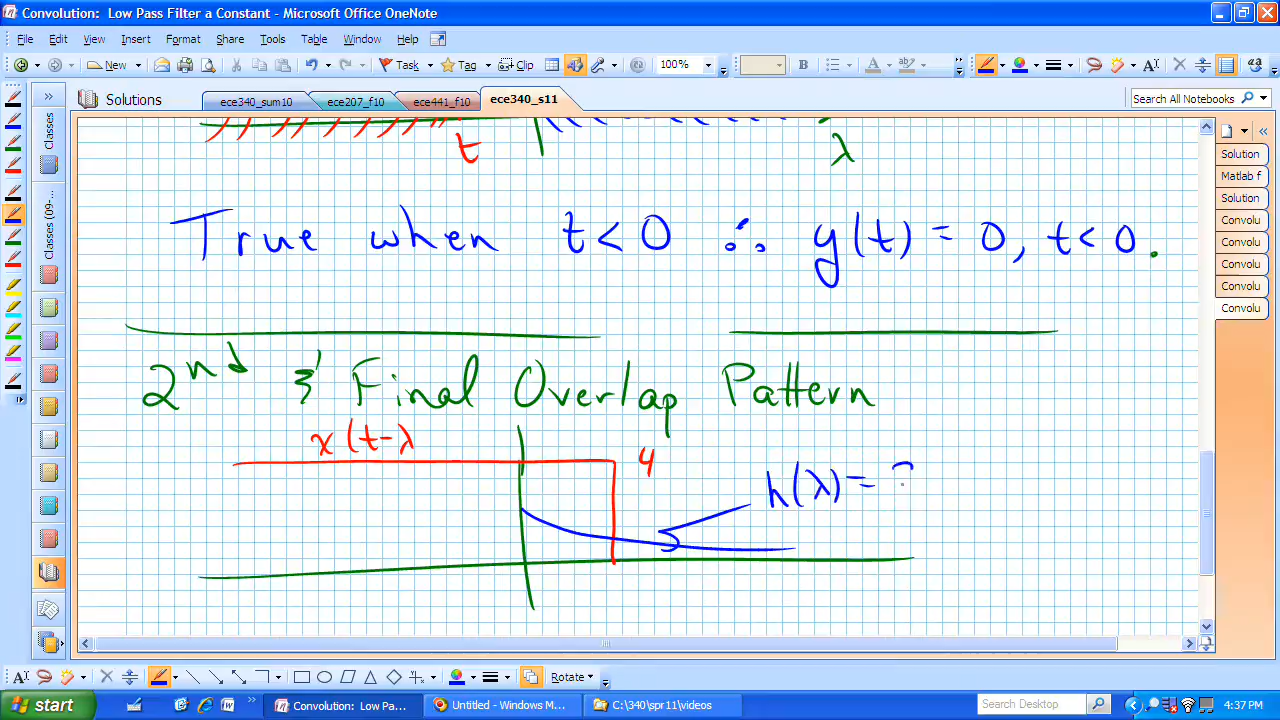 Convolution: Low Pass Filter a Constant - Microsoft Office OneNote
File Edit View Insert Format Share Tools Table Window Help
New Task Tag Clip 100% B
Solutions ece340_sum10 ece207_f10 ece441_f10 ece340_s11 Search All Notebooks
Classes
Classes (09-...
Solution
Matlab f
Solution
Convolu
Convolu
Convolu
Convolu
Convolu
t λ
True when t<0 ∴ y(t) = 0, t<0.
2nd & Final Overlap Pattern
x(t-λ
4
h(λ)=
A Rotate
start Convolution: Low Pas... Untitled - Windows M... C:\340\spr11\videos Search Desktop 4:37 PM